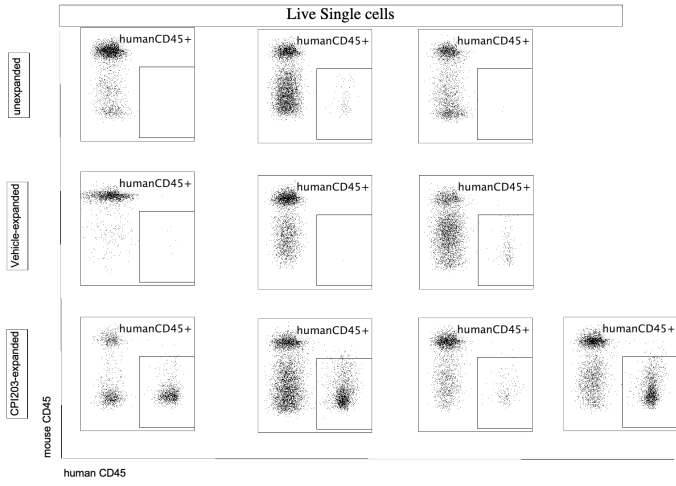 Live Single cells
unexpanded
humanCD45+
humanCD45+
humanCD45+
Vehicle-expanded
humanCD45+
humanCD45+
humanCD45+
CPI203-expanded
humanCD45+
humanCD45+
humanCD45+
humanCD45+
mouse CD45
human CD45